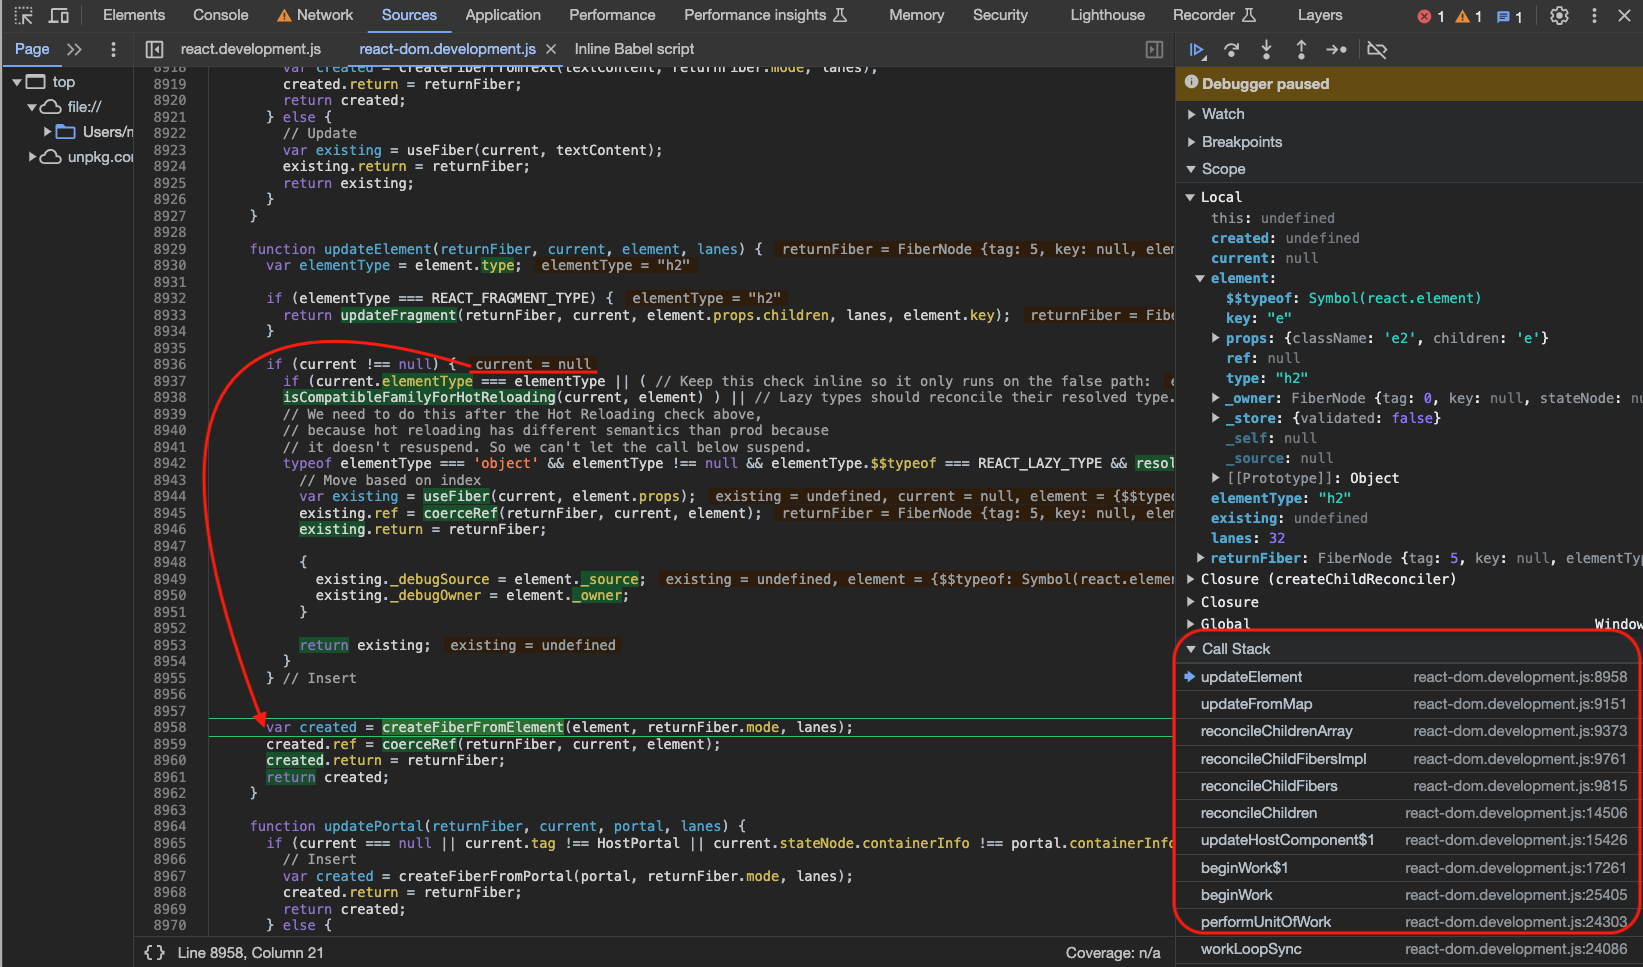 Elements Console Network Sources Application Performance Performance insights Memory Security Lighthouse Recorder Layers 1 1 1
Page react.development.js react-dom.development.js Inline Babel script
top
file://
Users/
unpkg.co
8918 var created = createFiberFromText(textContent, returnFiber.mode, lanes);
8919 created.return = returnFiber;
8920 return created;
8921 } else {
8922 // Update
8923 var existing = useFiber(current, textContent);
8924 existing.return = returnFiber;
8925 return existing;
8926 }
8927 }
8928
8929 function updateElement(returnFiber, current, element, lanes) { returnFiber = FiberNode {tag: 5, key: null, elem
8930 var elementType = element.type; elementType = "h2"
8931
8932 if (elementType === REACT_FRAGMENT_TYPE) { elementType = "h2"
8933 return updateFragment(returnFiber, current, element.props.children, lanes, element.key); returnFiber = Fibe
8934 }
8935
8936 if (current !== null) { current = null
8937 if (current.elementType === elementType || ( // Keep this check inline so it only runs on the false path: e
8938 isCompatibleFamilyForHotReloading(current, element) ) || // Lazy types should reconcile their resolved type.
8939 // We need to do this after the Hot Reloading check above,
8940 // because hot reloading has different semantics than prod because
8941 // it doesn't resuspend. So we can't let the call below suspend.
8942 typeof elementType === 'object' && elementType !== null && elementType.$$typeof === REACT_LAZY_TYPE && resol
8943 // Move based on index
8944 var existing = useFiber(current, element.props); existing = undefined, current = null, element = {$$typeo
8945 existing.ref = coerceRef(returnFiber, current, element); returnFiber = FiberNode {tag: 5, key: null, elem
8946 existing.return = returnFiber;
8947
8948 {
8949 existing._debugSource = element._source; existing = undefined, element = {$$typeof: Symbol(react.elemen
8950 existing._debugOwner = element._owner;
8951 }
8952
8953 return existing; existing = undefined
8954 }
8955 } // Insert
8956
8957
8958 var created = createFiberFromElement(element, returnFiber.mode, lanes);
8959 created.ref = coerceRef(returnFiber, current, element);
8960 created.return = returnFiber;
8961 return created;
8962 }
8963
8964 function updatePortal(returnFiber, current, portal, lanes) {
8965 if (current === null || current.tag !== HostPortal || current.stateNode.containerInfo !== portal.containerInfo
8966 // Insert
8967 var created = createFiberFromPortal(portal, returnFiber.mode, lanes);
8968 created.return = returnFiber;
8969 return created;
8970 } else {
{} Line 8958, Column 21 Coverage: n/a
Debugger paused
Watch
Breakpoints
Scope
Local
this: undefined
created: undefined
current: null
element:
$$typeof: Symbol(react.element)
key: "e"
props: {className: 'e2', children: 'e'}
ref: null
type: "h2"
_owner: FiberNode {tag: 0, key: null, stateNode: nu
_store: {validated: false}
_self: null
_source: null
[[Prototype]]: Object
elementType: "h2"
existing: undefined
lanes: 32
returnFiber: FiberNode {tag: 5, key: null, elementTy
Closure (createChildReconciler)
Closure
Global Window
Call Stack
updateElement react-dom.development.js:8958
updateFromMap react-dom.development.js:9151
reconcileChildrenArray react-dom.development.js:9373
reconcileChildFibersImpl react-dom.development.js:9761
reconcileChildFibers react-dom.development.js:9815
reconcileChildren react-dom.development.js:14506
updateHostComponent$1 react-dom.development.js:15426
beginWork$1 react-dom.development.js:17261
beginWork react-dom.development.js:25405
performUnitOfWork react-dom.development.js:24303
workLoopSync react-dom.development.js:24086